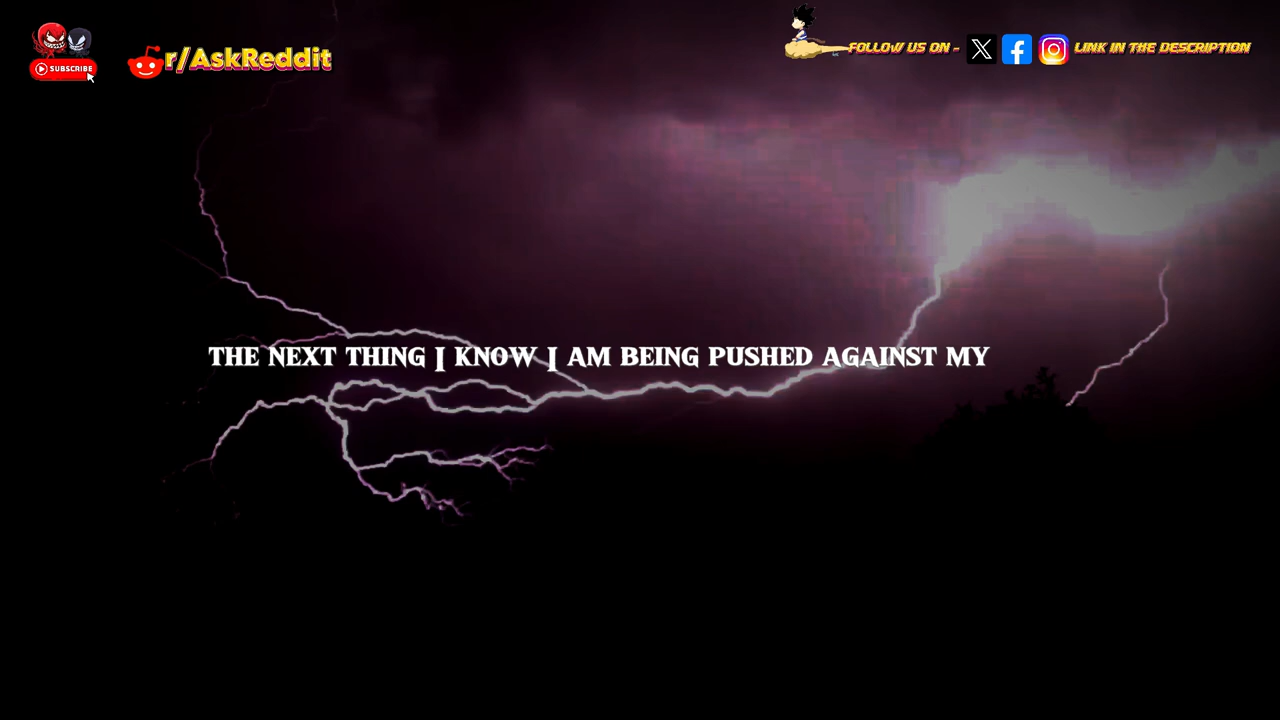 SUBSCRIBE
r/AskReddit
FOLLOW US ON -
LINK IN THE DESCRIPTION
THE NEXT THING I KNOW I AM BEING PUSHED AGAINST MY